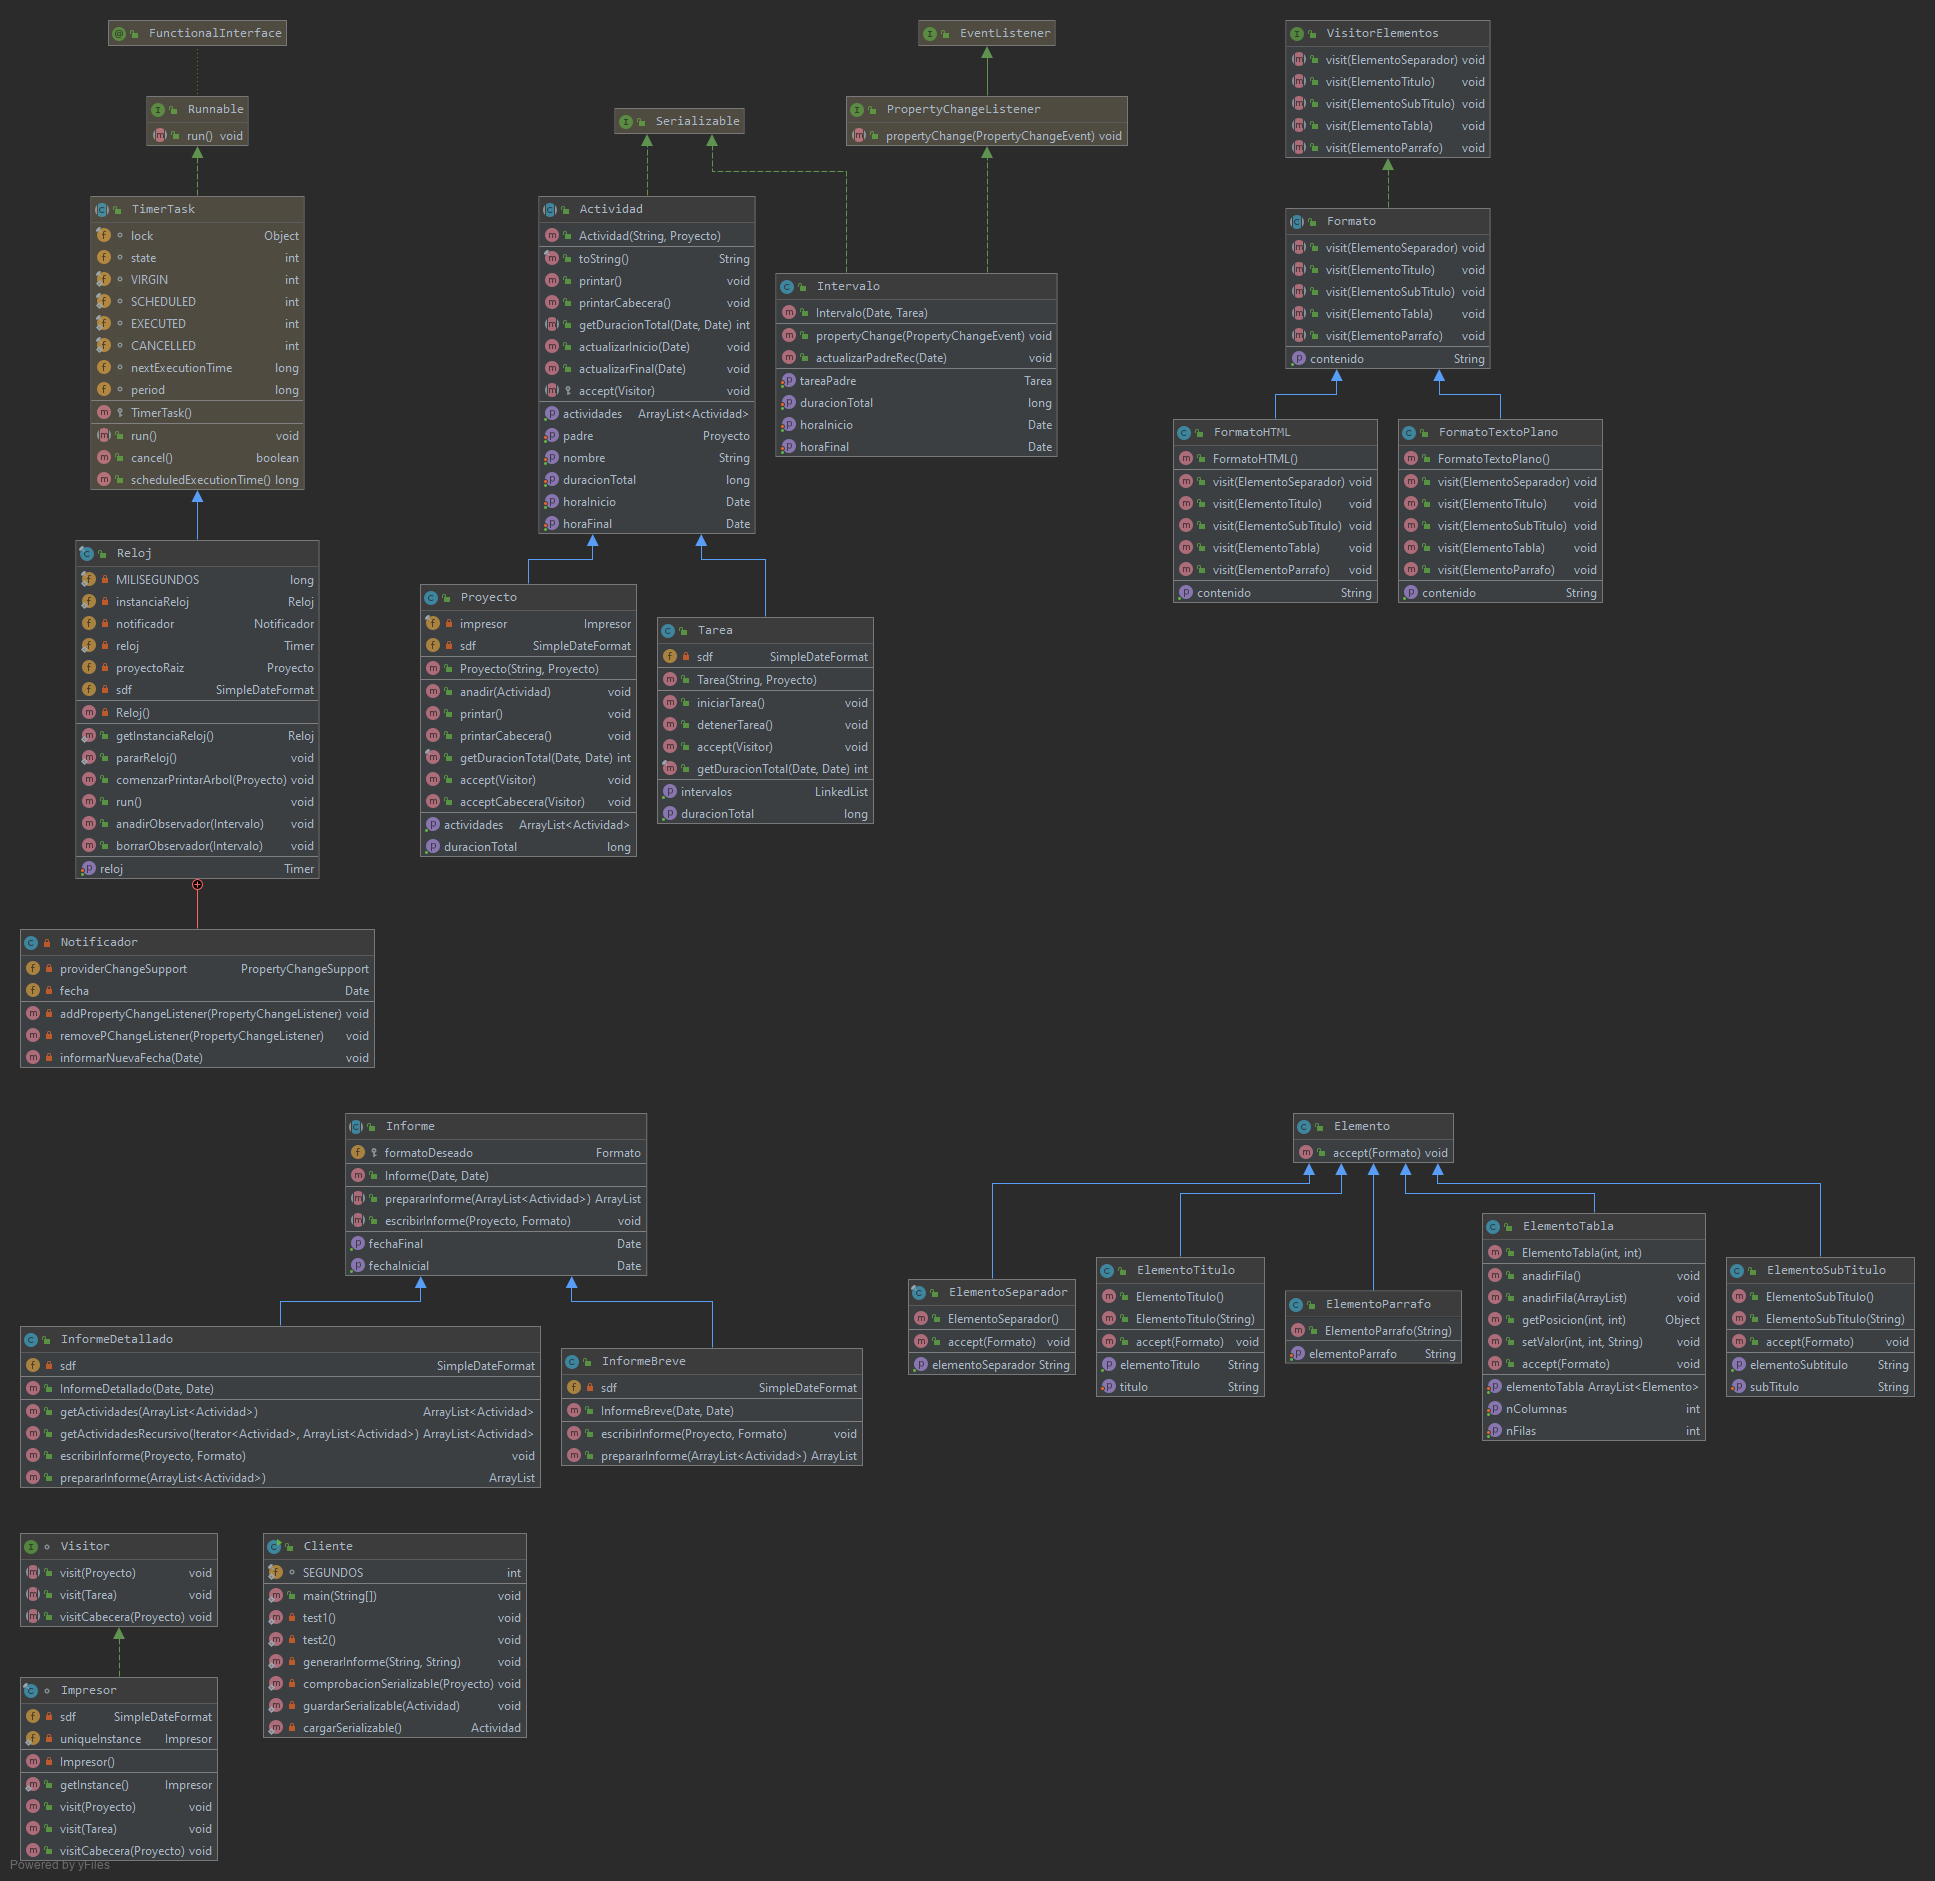 FunctionalInterface
Runnable
run() void
TimerTask
lock Object
state int
VIRGIN int
SCHEDULED int
EXECUTED int
CANCELLED int
nextExecutionTime long
period long
TimerTask()
run() void
cancel() boolean
scheduledExecutionTime() long
Reloj
MILISEGUNDOS long
instanciaReloj Reloj
notificador Notificador
reloj Timer
proyectoRaiz Proyecto
sdf SimpleDateFormat
Reloj()
getInstanciaReloj() Reloj
pararReloj() void
comenzarPrintarArbol(Proyecto) void
run() void
anadirObservador(Intervalo) void
borrarObservador(Intervalo) void
reloj Timer
Notificador
providerChangeSupport PropertyChangeSupport
fecha Date
addPropertyChangeListener(PropertyChangeListener) void
removePChangeListener(PropertyChangeListener) void
informarNuevaFecha(Date) void
Serializable
Actividad
Actividad(String, Proyecto)
toString() String
printar() void
printarCabecera() void
getDuracionTotal(Date, Date) int
actualizarInicio(Date) void
actualizarFinal(Date) void
accept(Visitor) void
actividades ArrayList<Actividad>
padre Proyecto
nombre String
duracionTotal long
horaInicio Date
horaFinal Date
Proyecto
impresor Impresor
sdf SimpleDateFormat
Proyecto(String, Proyecto)
anadir(Actividad) void
printar() void
printarCabecera() void
getDuracionTotal(Date, Date) int
accept(Visitor) void
acceptCabecera(Visitor) void
actividades ArrayList<Actividad>
duracionTotal long
Tarea
sdf SimpleDateFormat
Tarea(String, Proyecto)
iniciarTarea() void
detenerTarea() void
accept(Visitor) void
getDuracionTotal(Date, Date) int
intervalos LinkedList
duracionTotal long
EventListener
PropertyChangeListener
propertyChange(PropertyChangeEvent) void
Intervalo
Intervalo(Date, Tarea)
propertyChange(PropertyChangeEvent) void
actualizarPadreRec(Date) void
tareaPadre Tarea
duracionTotal long
horaInicio Date
horaFinal Date
VisitorElementos
visit(ElementoSeparador) void
visit(ElementoTitulo) void
visit(ElementoSubTitulo) void
visit(ElementoTabla) void
visit(ElementoParrafo) void
Formato
visit(ElementoSeparador) void
visit(ElementoTitulo) void
visit(ElementoSubTitulo) void
visit(ElementoTabla) void
visit(ElementoParrafo) void
contenido String
FormatoHTML
FormatoHTML()
visit(ElementoSeparador) void
visit(ElementoTitulo) void
visit(ElementoSubTitulo) void
visit(ElementoTabla) void
visit(ElementoParrafo) void
contenido String
FormatoTextoPlano
FormatoTextoPlano()
visit(ElementoSeparador) void
visit(ElementoTitulo) void
visit(ElementoSubTitulo) void
visit(ElementoTabla) void
visit(ElementoParrafo) void
contenido String
Informe
formatoDeseado Formato
Informe(Date, Date)
prepararInforme(ArrayList<Actividad>) ArrayList
escribirInforme(Proyecto, Formato) void
fechaFinal Date
fechaInicial Date
InformeDetallado
sdf SimpleDateFormat
InformeDetallado(Date, Date)
getActividades(ArrayList<Actividad>) ArrayList<Actividad>
getActividadesRecursivo(Iterator<Actividad>, ArrayList<Actividad>) ArrayList<Actividad>
escribirInforme(Proyecto, Formato) void
prepararInforme(ArrayList<Actividad>) ArrayList
InformeBreve
sdf SimpleDateFormat
InformeBreve(Date, Date)
escribirInforme(Proyecto, Formato) void
prepararInforme(ArrayList<Actividad>) ArrayList
Elemento
accept(Formato) void
ElementoSeparador
ElementoSeparador()
accept(Formato) void
elementoSeparador String
ElementoTitulo
ElementoTitulo()
ElementoTitulo(String)
accept(Formato) void
elementoTitulo String
titulo String
ElementoParrafo
ElementoParrafo(String)
elementoParrafo String
ElementoTabla
ElementoTabla(int, int)
anadirFila() void
anadirFila(ArrayList) void
getPosicion(int, int) Object
setValor(int, int, String) void
accept(Formato) void
elementoTabla ArrayList<Elemento>
nColumnas int
nFilas int
ElementoSubTitulo
ElementoSubTitulo()
ElementoSubTitulo(String)
accept(Formato) void
elementoSubtitulo String
subTitulo String
Visitor
visit(Proyecto) void
visit(Tarea) void
visitCabecera(Proyecto) void
Impresor
sdf SimpleDateFormat
uniqueInstance Impresor
Impresor()
getInstance() Impresor
visit(Proyecto) void
visit(Tarea) void
visitCabecera(Proyecto) void
Cliente
SEGUNDOS int
main(String[]) void
test1() void
test2() void
generarInforme(String, String) void
comprobacionSerializable(Proyecto) void
guardarSerializable(Actividad) void
cargarSerializable() Actividad
Powered by yFiles